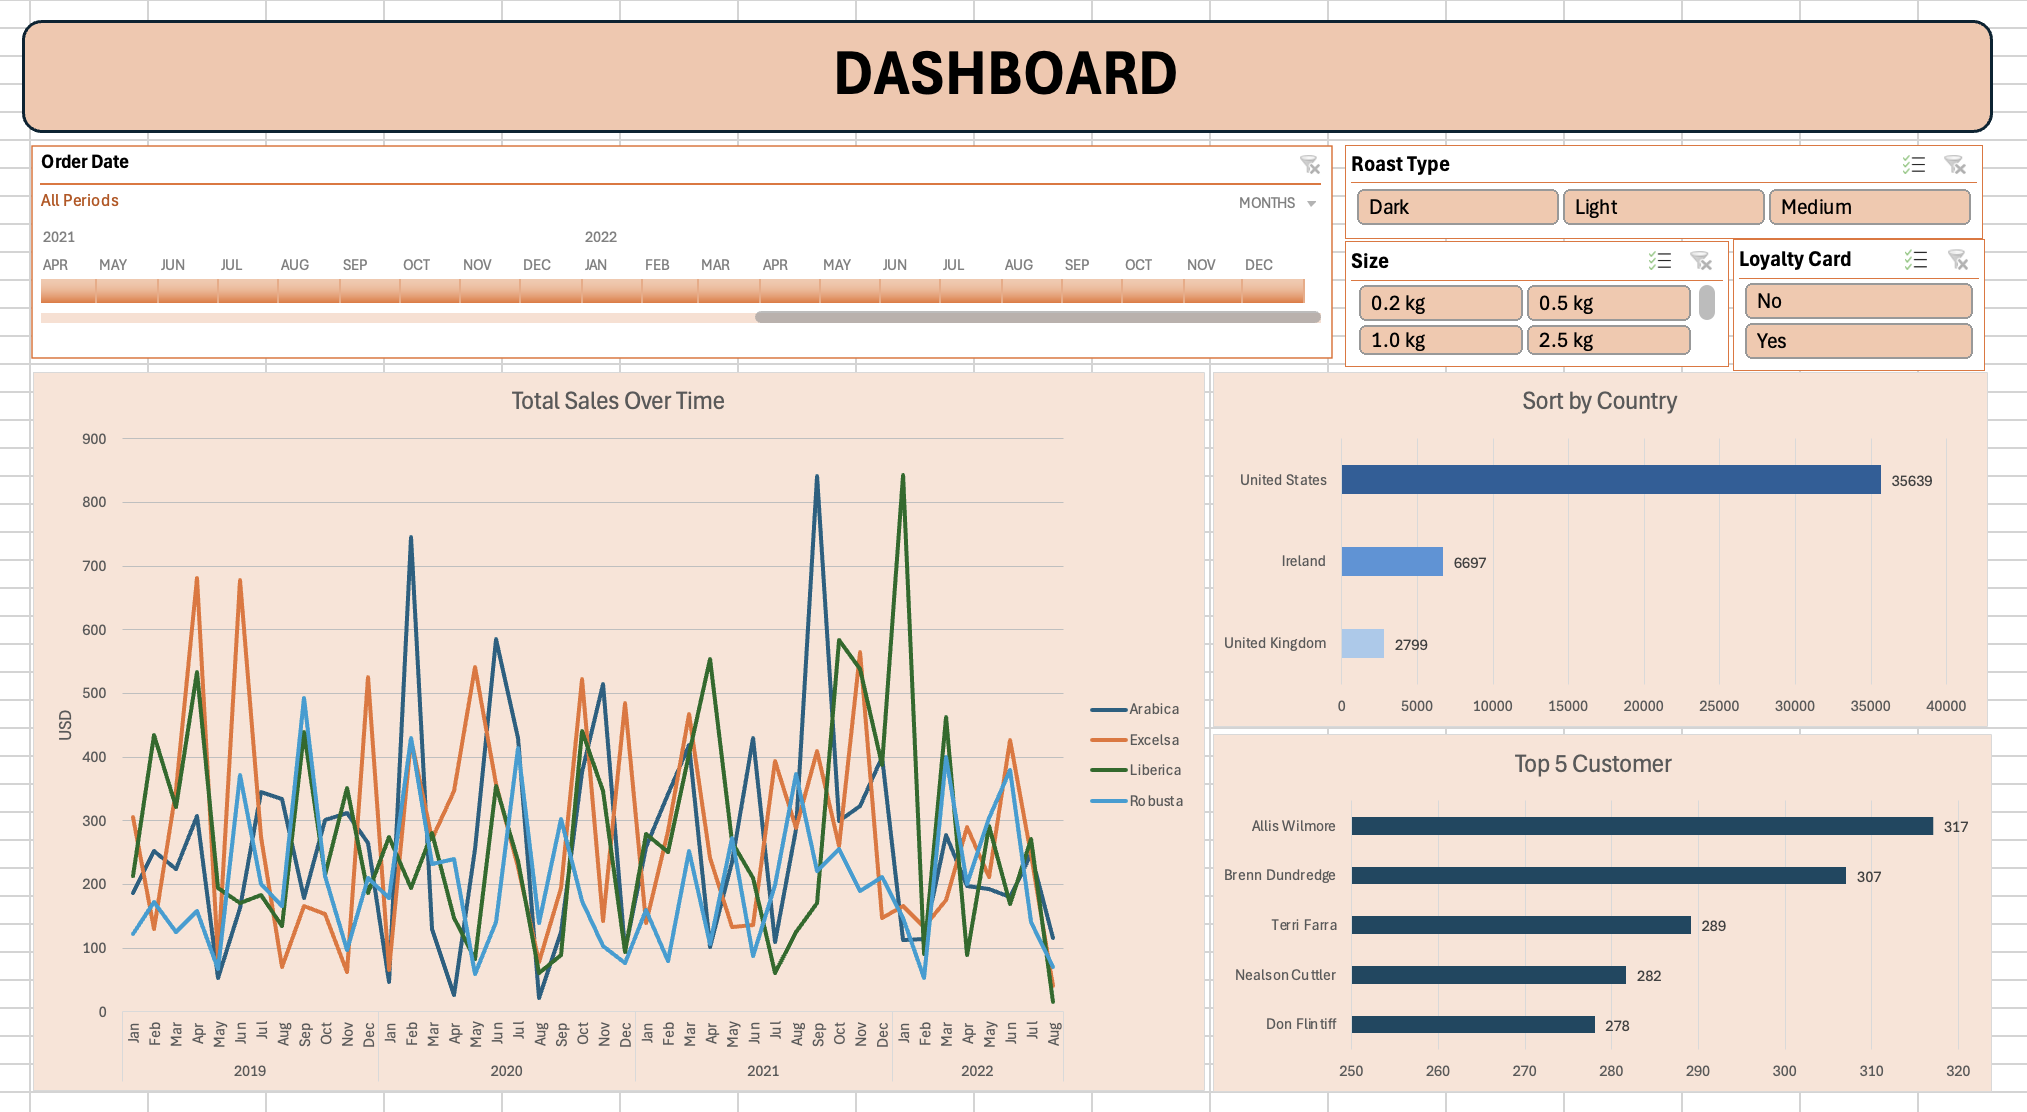 DASHBOARD
Order Date
All Periods
MONTHS
2021 2022
APR MAY JUN JUL AUG SEP OCT NOV DEC JAN FEB MAR APR MAY JUN JUL AUG SEP OCT NOV DEC
Roast Type
Dark Light Medium
Size
0.2 kg 0.5 kg
1.0 kg 2.5 kg
Loyalty Card
No
Yes
Total Sales Over Time
900
800
700
600
500
400
300
200
100
0
USD
Jan Feb Mar Apr May Jun Jul Aug Sep Oct Nov Dec Jan Feb Mar Apr May Jun Jul Aug Sep Oct Nov Dec Jan Feb Mar Apr May Jun Jul Aug Sep Oct Nov Dec Jan Feb Mar Apr May Jun Jul Aug
2019 2020 2021 2022
Arabica
Excelsa
Liberica
Robusta
Sort by Country
United States 35639
Ireland 6697
United Kingdom 2799
0 5000 10000 15000 20000 25000 30000 35000 40000
Top 5 Customer
Allis Wilmore 317
Brenn Dundredge 307
Terri Farra 289
Nealson Cuttler 282
Don Flintiff 278
250 260 270 280 290 300 310 320